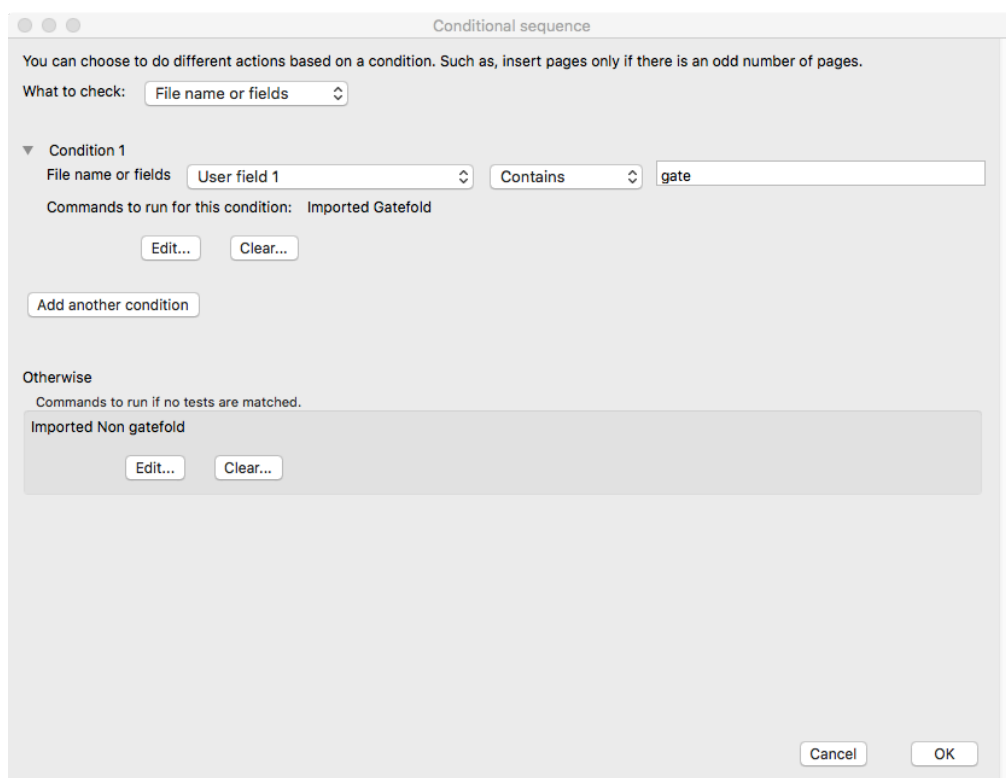 Conditional sequence
You can choose to do different actions based on a condition. Such as, insert pages only if there is an odd number of pages.
What to check: File name or fields
Condition 1
File name or fields User field 1 Contains gate
Commands to run for this condition: Imported Gatefold
Edit... Clear...
Add another condition
Otherwise
Commands to run if no tests are matched.
Imported Non gatefold
Edit... Clear...
Cancel OK